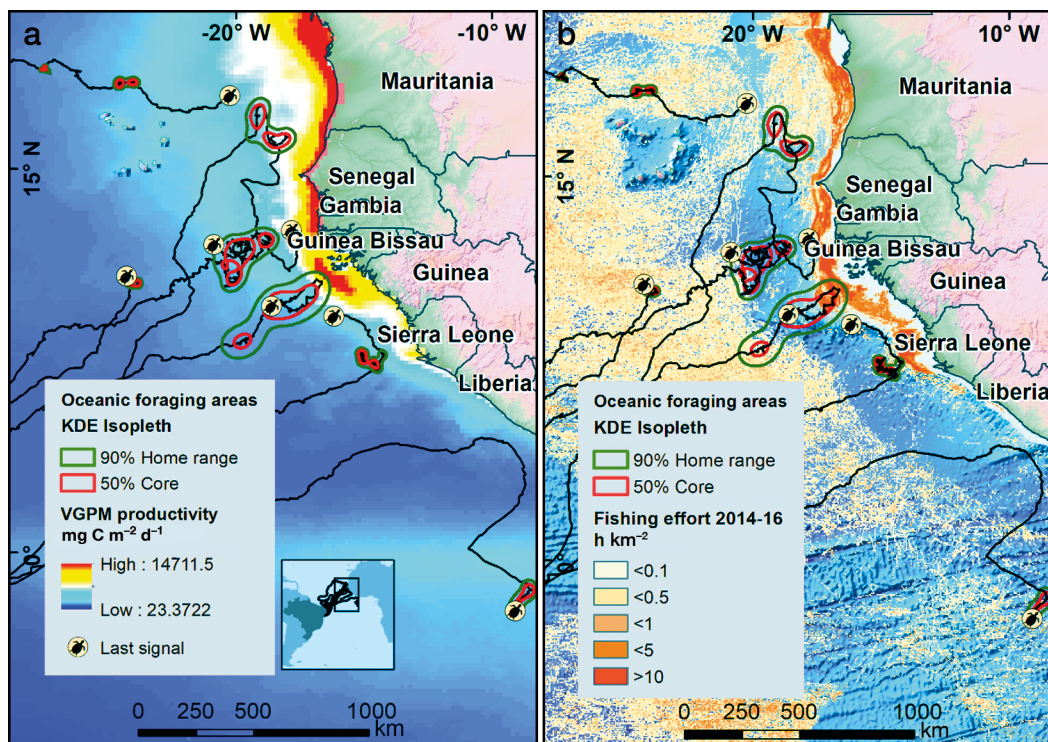 a
-20° W
-10° W
15° N
0°
Mauritania
Senegal
Gambia
Guinea Bissau
Guinea
Sierra Leone
Liberia
Oceanic foraging areas
KDE Isopleth
90% Home range
50% Core
VGPM productivity
mg C m⁻² d⁻¹
High : 14711.5
Low : 23.3722
Last signal
0 250 500 1000
km
b
20° W
10° W
15° N
0°
Mauritania
Senegal
Gambia
Guinea Bissau
Guinea
Sierra Leone
Liberia
Oceanic foraging areas
KDE Isopleth
90% Home range
50% Core
Fishing effort 2014-16
h km⁻²
<0.1
<0.5
<1
<5
>10
0 250 500 1000
km